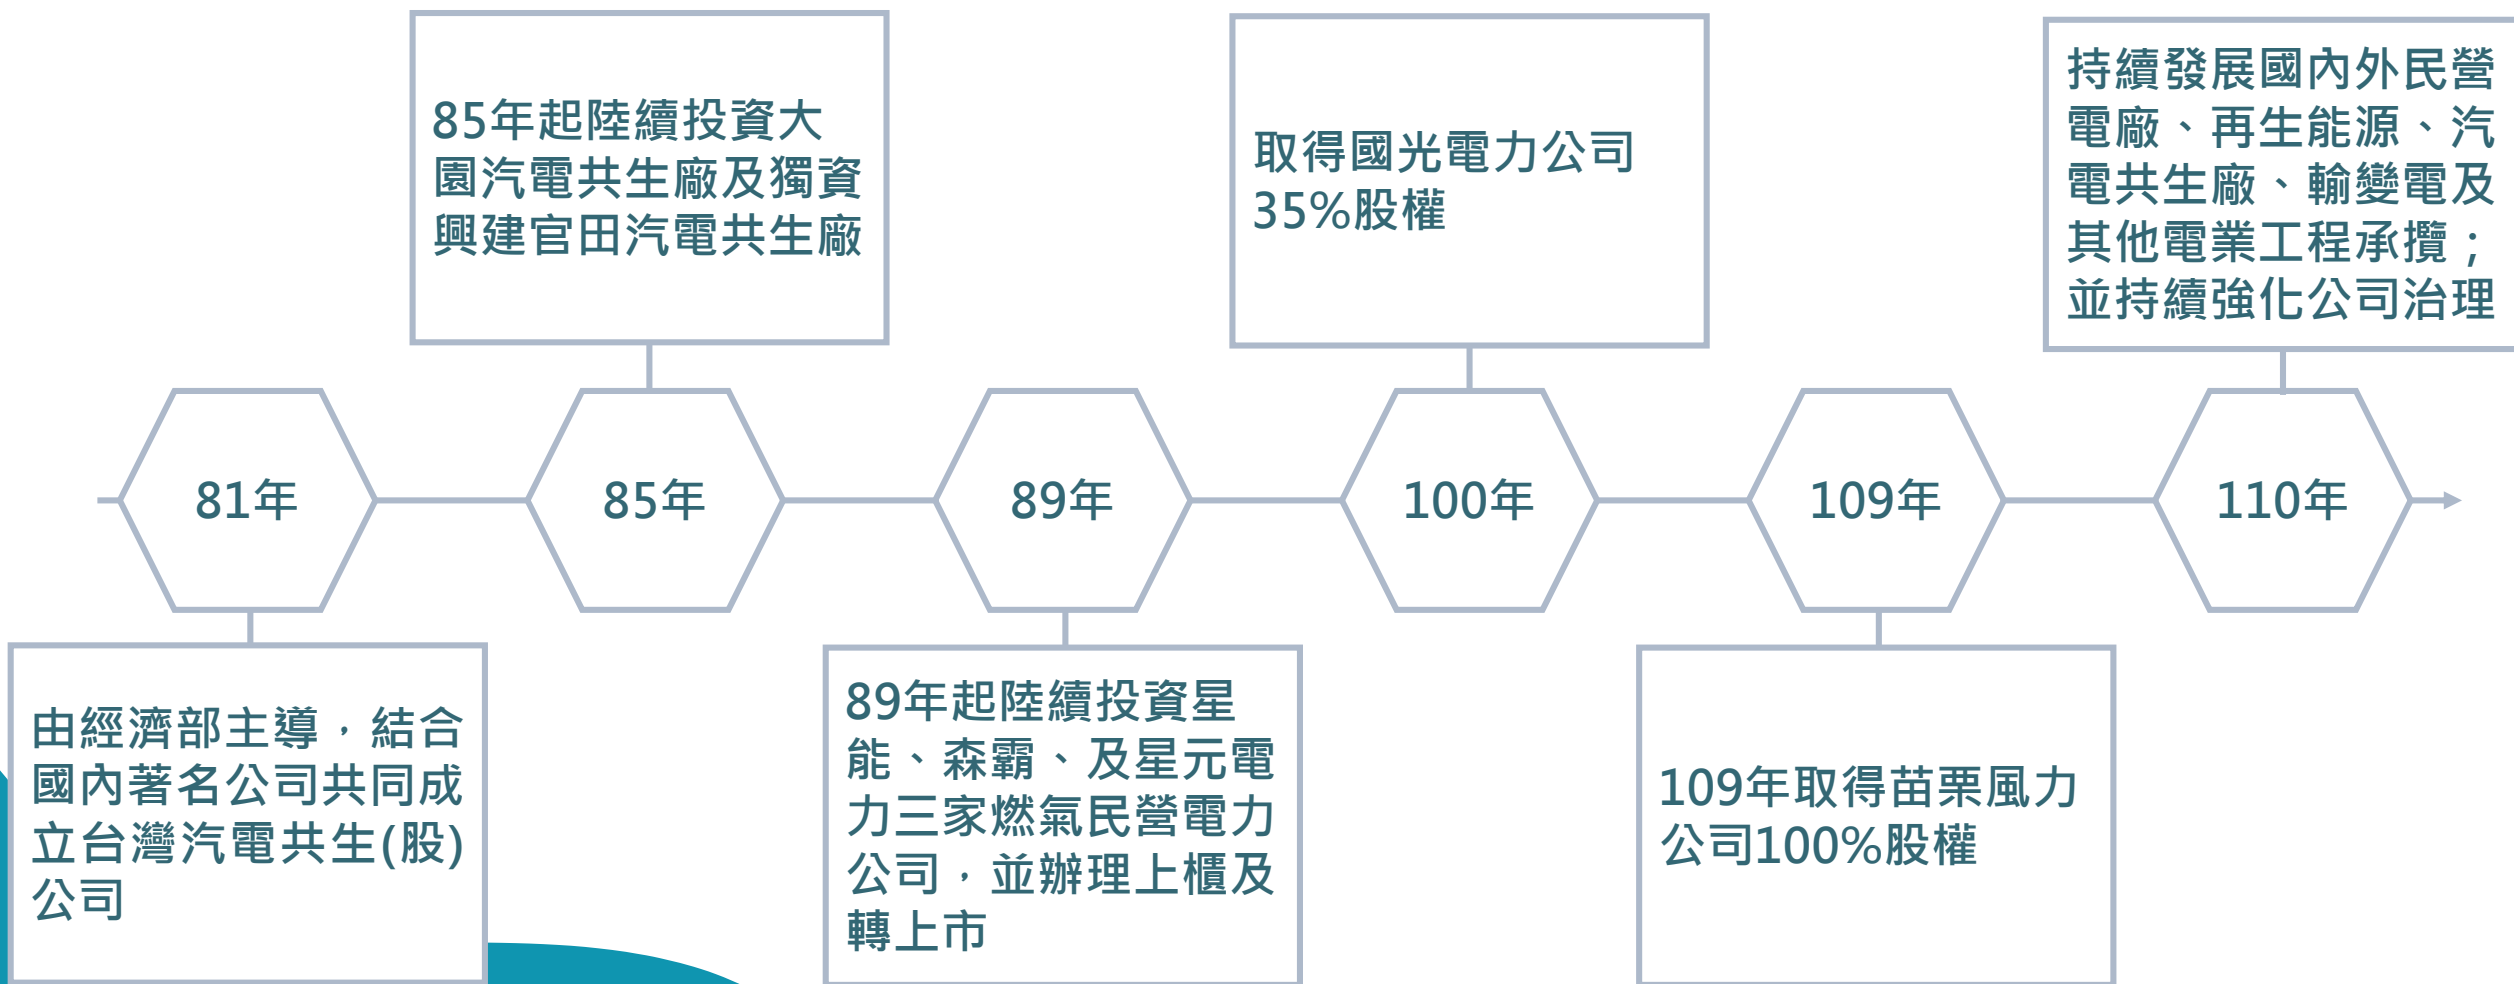 85年起陸續投資大
園汽電共生廠及獨資
興建官田汽電共生廠
取得國光電力公司
35%股權
持續發展國內外民營
電廠、再生能源、汽
電共生廠、輸變電及
其他電業工程承攬；
並持續強化公司治理
81年
85年
89年
100年
109年
110年
由經濟部主導，結合
國內著名公司共同成
立台灣汽電共生(股)
公司
89年起陸續投資星
能、森霸、及星元電
力三家燃氣民營電力
公司，並辦理上櫃及
轉上市
109年取得苗栗風力
公司100%股權